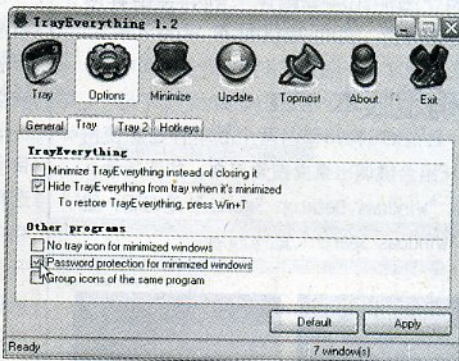 TrayEverything 1.2
Tray Options Minimize Update Topmost About Exit
General Tray Tray 2 Hotkeys
TrayEverything
Minimize TrayEverything instead of closing it
Hide TrayEverything from tray when it's minimized
To restore TrayEverything, press Win+T
Other programs
No tray icon for minimized windows
Password protection for minimized windows
Group icons of the same program
Default Apply
Ready 7 window(s)